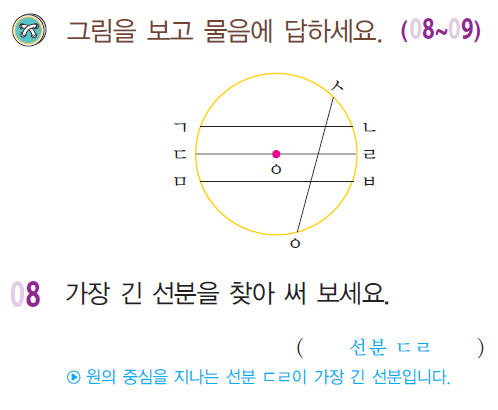 그림을 보고 물음에 답하세요. (08~09)
ㅅ
ㄱ ㄴ
ㄷ ㅇ ㄹ
ㅁ ㅂ
ㅇ
08 가장 긴 선분을 찾아 써 보세요.
( 선분 ㄷㄹ )
원의 중심을 지나는 선분 ㄷㄹ이 가장 긴 선분입니다.